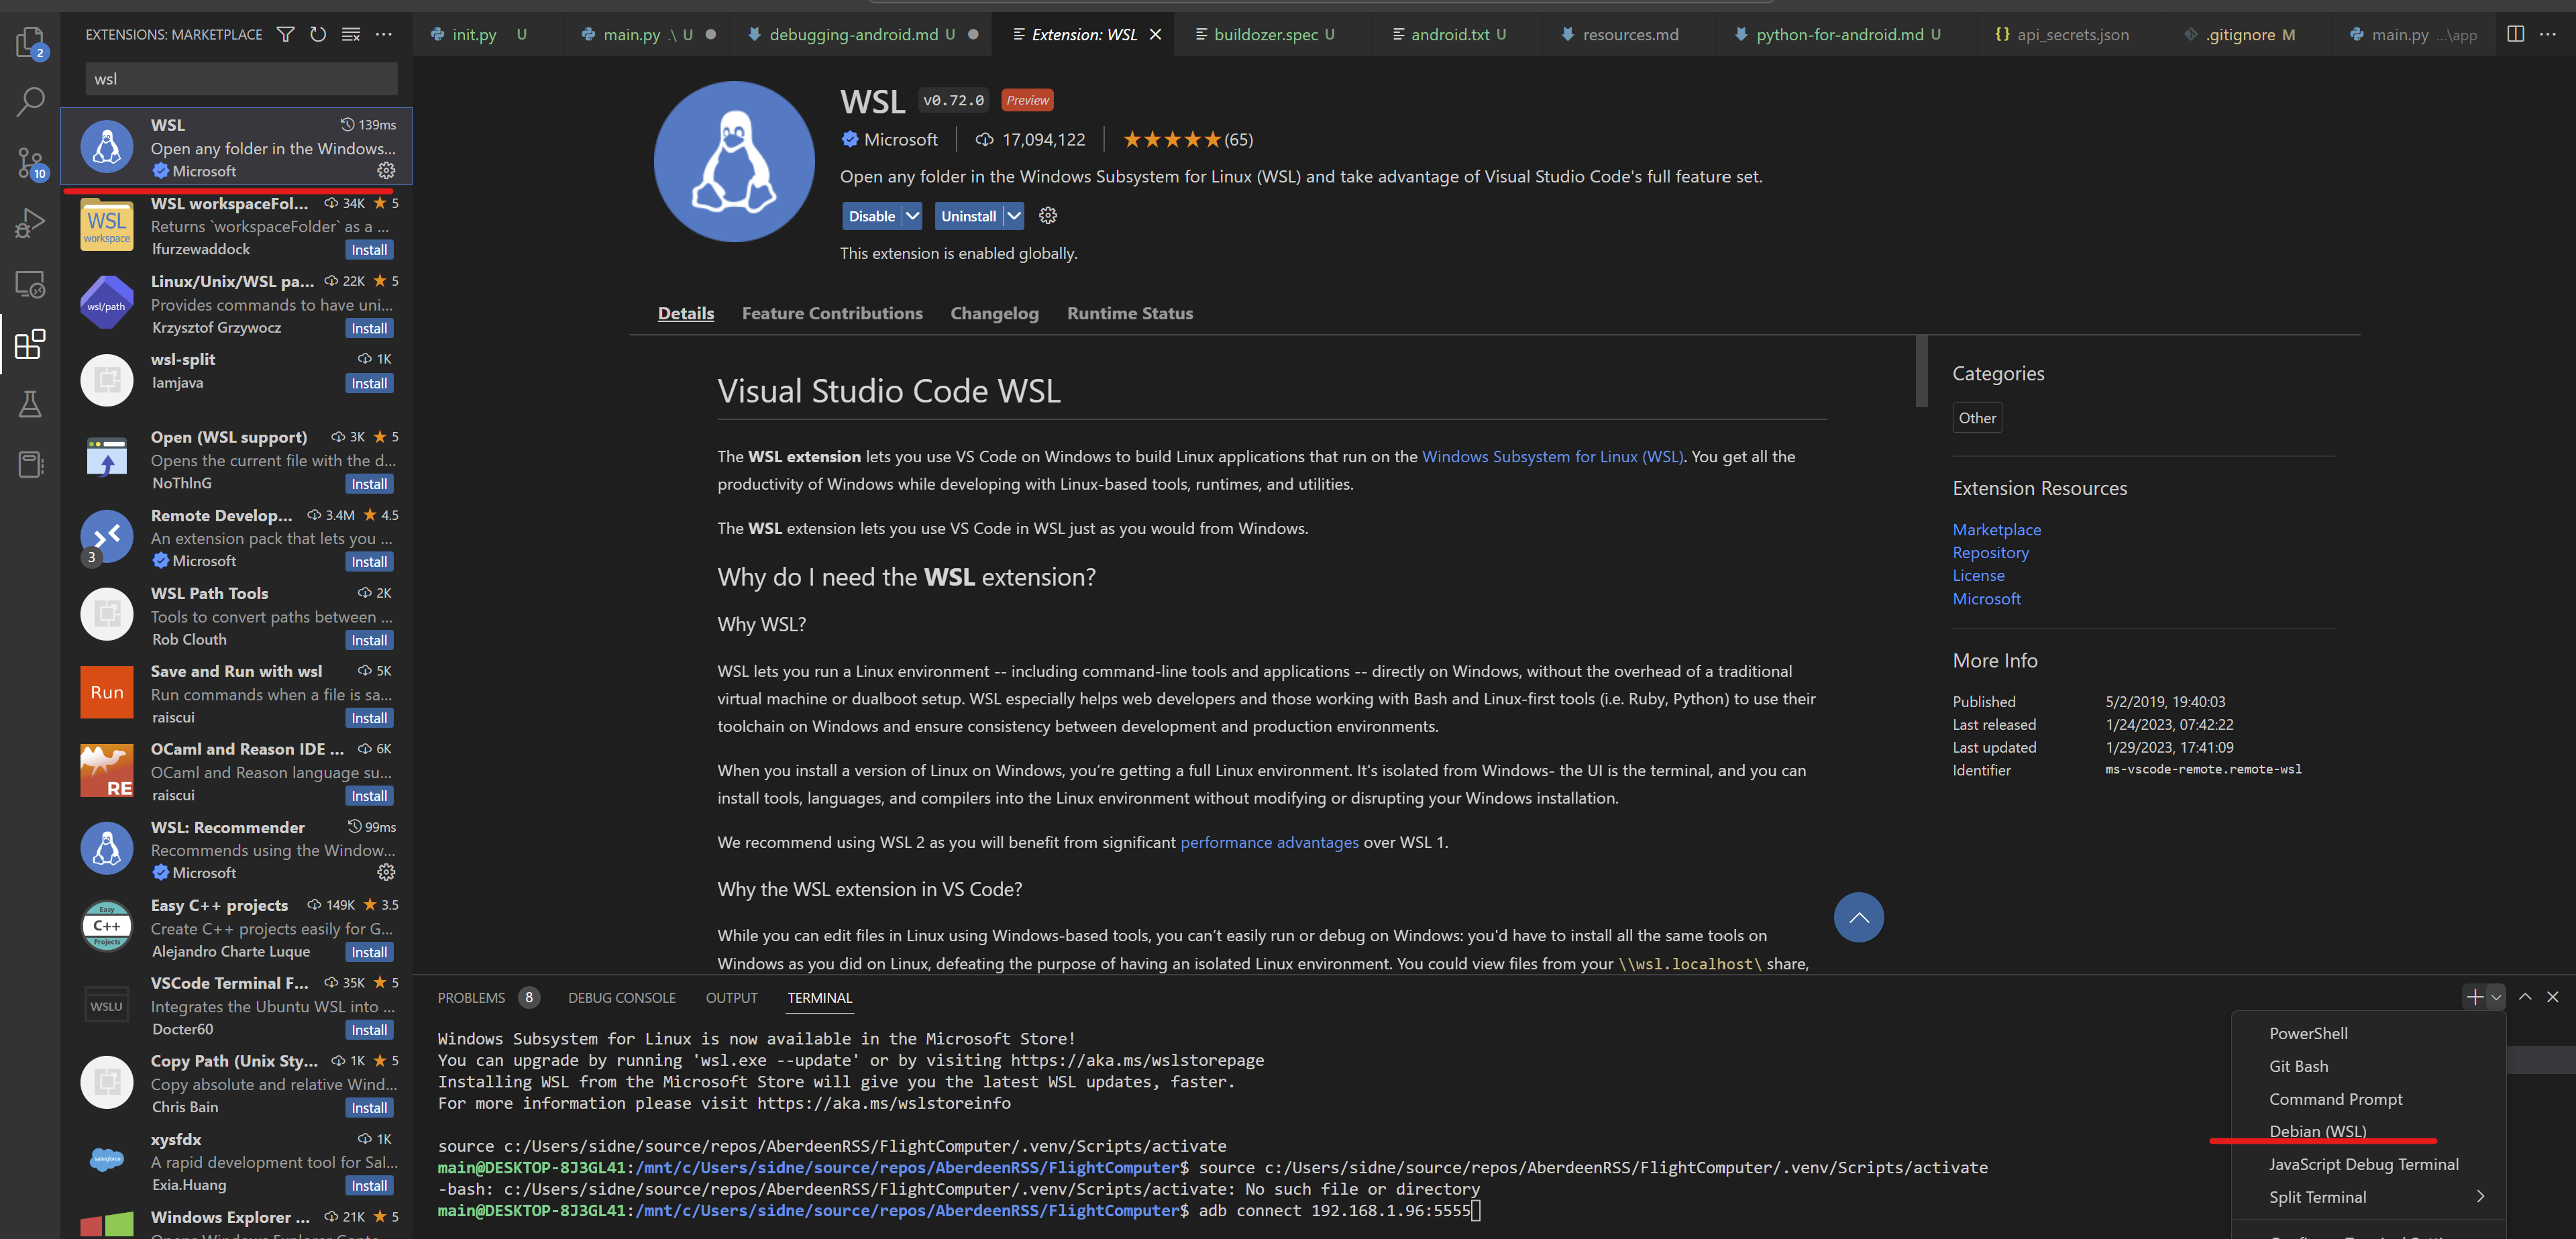 2
10
EXTENSIONS: MARKETPLACE
wsl
WSL 139ms
Open any folder in the Windows...
Microsoft
WSL workspaceFol... 34K 5
Returns `workspaceFolder` as a ...
lfurzewaddock Install
WSL
workspace
Linux/Unix/WSL pa... 22K 5
Provides commands to have uni...
Krzysztof Grzywocz Install
wsl/path
wsl-split 1K
Iamjava Install
Open (WSL support) 3K 5
Opens the current file with the d...
NoThlnG Install
Remote Develop... 3.4M 4.5
An extension pack that lets you ...
3 Microsoft Install
WSL Path Tools 2K
Tools to convert paths between ...
Rob Clouth Install
Save and Run with wsl 5K
Run Run commands when a file is sa...
raiscui Install
OCaml and Reason IDE ... 6K
OCaml and Reason language su...
RE raiscui Install
WSL: Recommender 99ms
Recommends using the Window...
Microsoft
Easy C++ projects 149K 3.5
Create C++ projects easily for G...
Alejandro Charte Luque Install
Easy
C++
Projects
VSCode Terminal F... 35K 5
WSLU Integrates the Ubuntu WSL into ...
Docter60 Install
Copy Path (Unix Sty... 1K 5
Copy absolute and relative Wind...
Chris Bain Install
xysfdx 1K
salesforce A rapid development tool for Sal...
Exia.Huang Install
Windows Explorer ... 21K 5
init.py U main.py .\ U debugging-android.md U Extension: WSL buildozer.spec U android.txt U resources.md python-for-android.md U {} api_secrets.json .gitignore M main.py ...\app
WSL v0.72.0 Preview
Microsoft 17,094,122 (65)
Open any folder in the Windows Subsystem for Linux (WSL) and take advantage of Visual Studio Code's full feature set.
Disable Uninstall
This extension is enabled globally.
Details Feature Contributions Changelog Runtime Status
Visual Studio Code WSL
The WSL extension lets you use VS Code on Windows to build Linux applications that run on the Windows Subsystem for Linux (WSL). You get all the
productivity of Windows while developing with Linux-based tools, runtimes, and utilities.
The WSL extension lets you use VS Code in WSL just as you would from Windows.
Why do I need the WSL extension?
Why WSL?
WSL lets you run a Linux environment -- including command-line tools and applications -- directly on Windows, without the overhead of a traditional
virtual machine or dualboot setup. WSL especially helps web developers and those working with Bash and Linux-first tools (i.e. Ruby, Python) to use their
toolchain on Windows and ensure consistency between development and production environments.
When you install a version of Linux on Windows, you’re getting a full Linux environment. It's isolated from Windows- the UI is the terminal, and you can
install tools, languages, and compilers into the Linux environment without modifying or disrupting your Windows installation.
We recommend using WSL 2 as you will benefit from significant performance advantages over WSL 1.
Why the WSL extension in VS Code?
While you can edit files in Linux using Windows-based tools, you can’t easily run or debug on Windows: you'd have to install all the same tools on
Windows as you did on Linux, defeating the purpose of having an isolated Linux environment. You could view files from your \\wsl.localhost\ share,
Categories
Other
Extension Resources
Marketplace
Repository
License
Microsoft
More Info
Published 5/2/2019, 19:40:03
Last released 1/24/2023, 07:42:22
Last updated 1/29/2023, 17:41:09
Identifier ms-vscode-remote.remote-wsl
PROBLEMS 8 DEBUG CONSOLE OUTPUT TERMINAL
Windows Subsystem for Linux is now available in the Microsoft Store!
You can upgrade by running 'wsl.exe --update' or by visiting https://aka.ms/wslstorepage
Installing WSL from the Microsoft Store will give you the latest WSL updates, faster.
For more information please visit https://aka.ms/wslstoreinfo
source c:/Users/sidne/source/repos/AberdeenRSS/FlightComputer/.venv/Scripts/activate
main@DESKTOP-8J3GL41:/mnt/c/Users/sidne/source/repos/AberdeenRSS/FlightComputer$ source c:/Users/sidne/source/repos/AberdeenRSS/FlightComputer/.venv/Scripts/activate
-bash: c:/Users/sidne/source/repos/AberdeenRSS/FlightComputer/.venv/Scripts/activate: No such file or directory
main@DESKTOP-8J3GL41:/mnt/c/Users/sidne/source/repos/AberdeenRSS/FlightComputer$ adb connect 192.168.1.96:5555
PowerShell
Git Bash
Command Prompt
Debian (WSL)
JavaScript Debug Terminal
Split Terminal